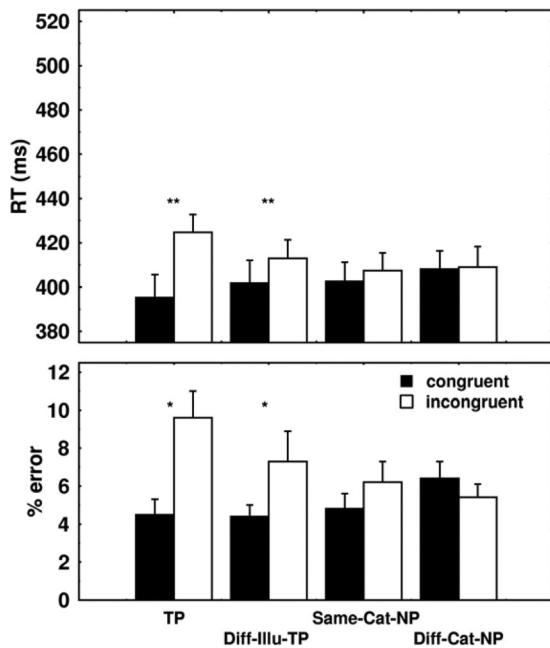 520
500
480
460
440
420
400
380
RT (ms)
** **
12
10
8
6
4
2
0
% error
congruent
incongruent
* *
TP Same-Cat-NP
Diff-Illu-TP Diff-Cat-NP